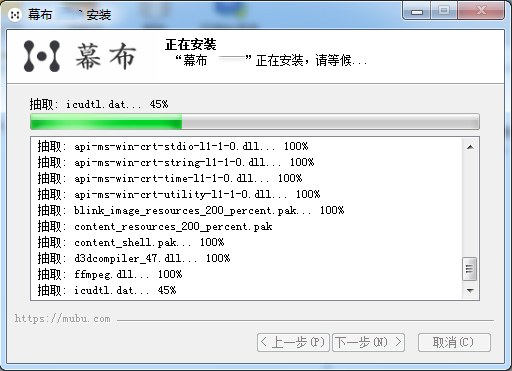 幕布 安装
幕布
正在安装
“幕布 ”正在安装，请等候...
抽取: icudtl.dat... 45%
抽取: api-ms-win-crt-stdio-l1-1-0.dll... 100%
抽取: api-ms-win-crt-string-l1-1-0.dll... 100%
抽取: api-ms-win-crt-time-l1-1-0.dll... 100%
抽取: api-ms-win-crt-utility-l1-1-0.dll... 100%
抽取: blink_image_resources_200_percent.pak... 100%
抽取: content_resources_200_percent.pak
抽取: content_shell.pak... 100%
抽取: d3dcompiler_47.dll... 100%
抽取: ffmpeg.dll... 100%
抽取: icudtl.dat... 45%
https://mubu.com
< 上一步(P) 下一步(N) > 取消(C)